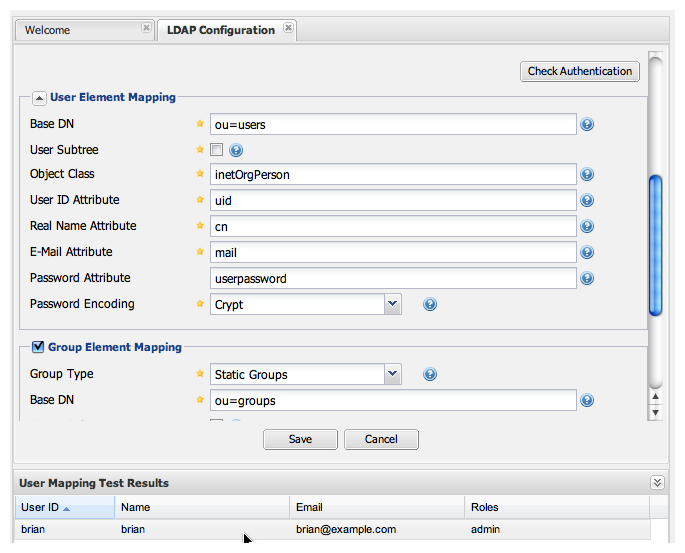 Welcome
LDAP Configuration
Check Authentication
User Element Mapping
Base DN ou=users
User Subtree
Object Class inetOrgPerson
User ID Attribute uid
Real Name Attribute cn
E-Mail Attribute mail
Password Attribute userpassword
Password Encoding Crypt
Group Element Mapping
Group Type Static Groups
Base DN ou=groups
Save Cancel
User Mapping Test Results
User ID Name Email Roles
brian brian brian@example.com admin